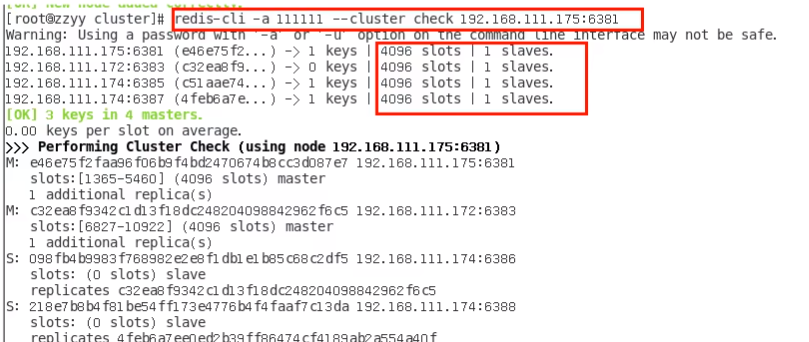 [OK] New node added correctly.
[root@zzyy cluster]# redis-cli -a 111111 --cluster check 192.168.111.175:6381
Warning: Using a password with '-a' or '-u' option on the command line interface may not be safe.
192.168.111.175:6381 (e46e75f2...) -> 1 keys | 4096 slots | 1 slaves.
192.168.111.172:6383 (c32ea8f9...) -> 0 keys | 4096 slots | 1 slaves.
192.168.111.174:6385 (c51aae74...) -> 1 keys | 4096 slots | 1 slaves.
192.168.111.174:6387 (4feb6a7e...) -> 1 keys | 4096 slots | 1 slaves.
[OK] 3 keys in 4 masters.
0.00 keys per slot on average.
>>> Performing Cluster Check (using node 192.168.111.175:6381)
M: e46e75f2faa96f06b9f4bd2470674b8cc3d087e7 192.168.111.175:6381
slots:[1365-5460] (4096 slots) master
1 additional replica(s)
M: c32ea8f9342c1d13f18dc248204098842962f6c5 192.168.111.172:6383
slots:[6827-10922] (4096 slots) master
1 additional replica(s)
S: 098fb4b9983f768982e2e8f1db1e1b85c68c2df5 192.168.111.174:6386
slots: (0 slots) slave
replicates c32ea8f9342c1d13f18dc248204098842962f6c5
S: 218e7b8b4f81be54ff173e4776b4f4faaf7c13da 192.168.111.174:6388
slots: (0 slots) slave
replicates 4feb6a7ee0ed2b39ff86474cf4189ab2a554a40f